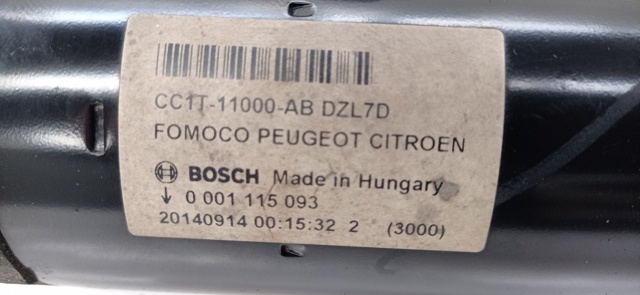 CC1T-11000-AB DZL7D
FOMOCO PEUGEOT CITROEN
BOSCH Made in Hungary
↓ 0 001 115 093
20140914 00:15:32 2 (3000)